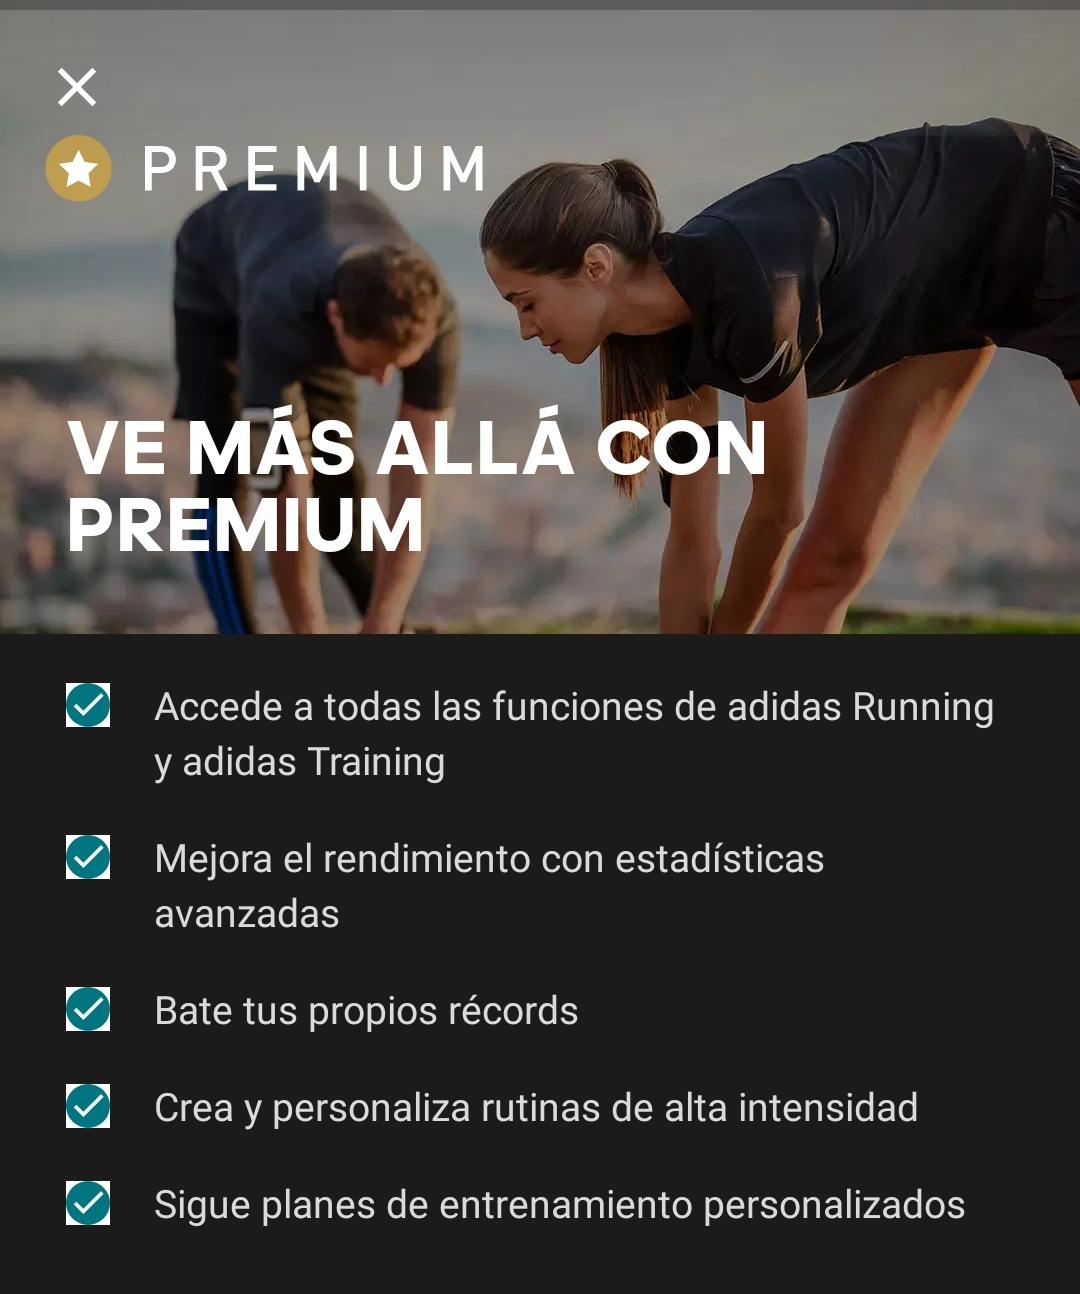 PREMIUM
VE MÁS ALLÁ CON
PREMIUM
Accede a todas las funciones de adidas Running
y adidas Training
Mejora el rendimiento con estadísticas
avanzadas
Bate tus propios récords
Crea y personaliza rutinas de alta intensidad
Sigue planes de entrenamiento personalizados